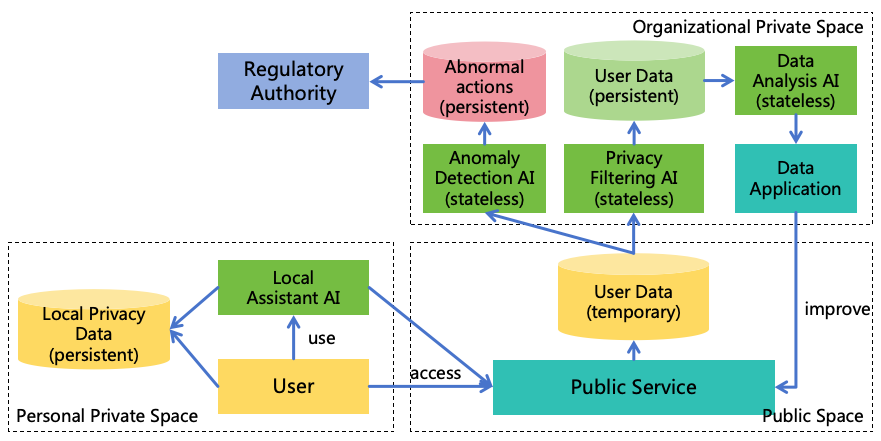 Organizational Private Space
Regulatory
Authority
Abnormal
actions
(persistent)
User Data
(persistent)
Data
Analysis AI
(stateless)
Anomaly
Detection AI
(stateless)
Privacy
Filtering AI
(stateless)
Data
Application
Local Privacy
Data
(persistent)
Local
Assistant AI
User Data
(temporary)
improve
use
User
access
Public Service
Personal Private Space
Public Space